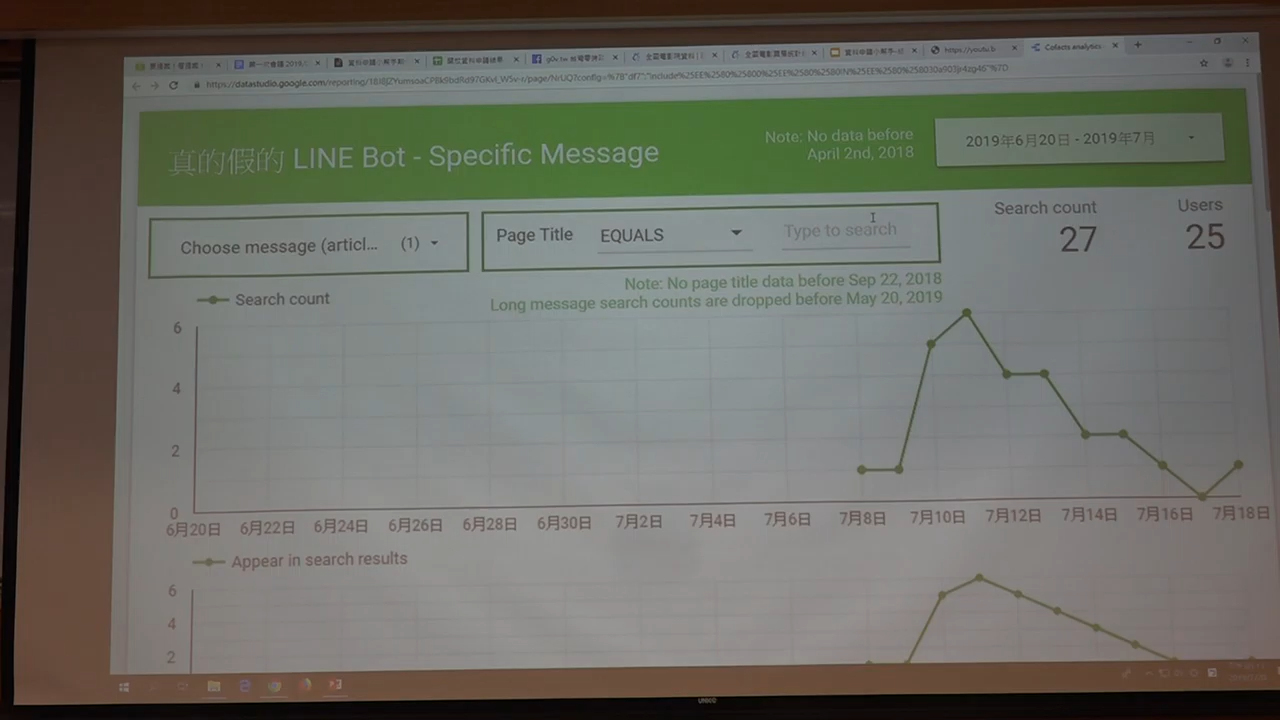 Cofacts analytics
https://youtu.b
真的假的 LINE Bot - Specific Message
Note: No data before
April 2nd, 2018
2019年6月20日 - 2019年7月
Choose message (articl... (1)
Page Title EQUALS Type to search
Search count
27
Users
25
Note: No page title data before Sep 22, 2018
Long message search counts are dropped before May 20, 2019
Search count
6
4
2
0
6月20日 6月22日 6月24日 6月26日 6月28日 6月30日 7月2日 7月4日 7月6日 7月8日 7月10日 7月12日 7月14日 7月16日 7月18日
Appear in search results
6
4
2